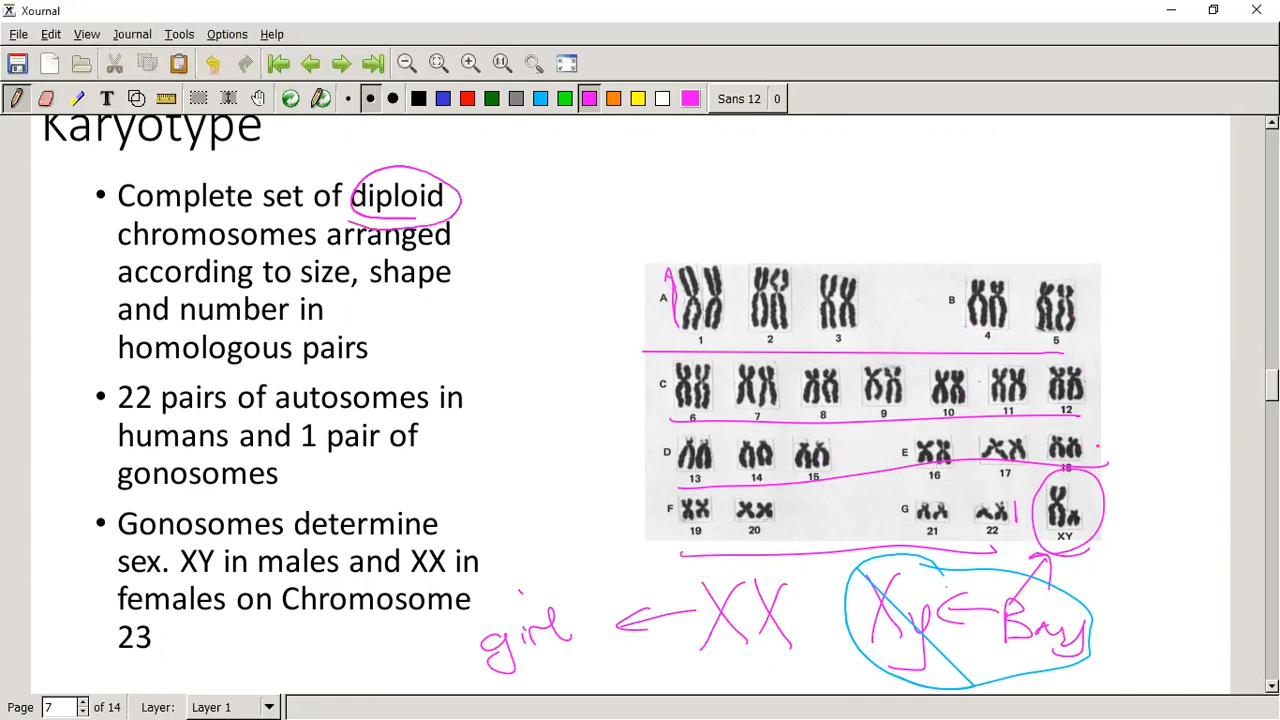 Xournal
File Edit View Journal Tools Options Help
Sans 12 0
Karyotype
• Complete set of diploid
chromosomes arranged
according to size, shape
and number in
homologous pairs
• 22 pairs of autosomes in
humans and 1 pair of
gonosomes
• Gonosomes determine
sex. XY in males and XX in
females on Chromosome
23
A B
1 2 3 4 5
C
6 7 8 9 10 11 12
D E
13 14 15 16 17 18
F G
19 20 21 22 XY
girl ← XX Xy ← Boys
Page 7 of 14 Layer: Layer 1